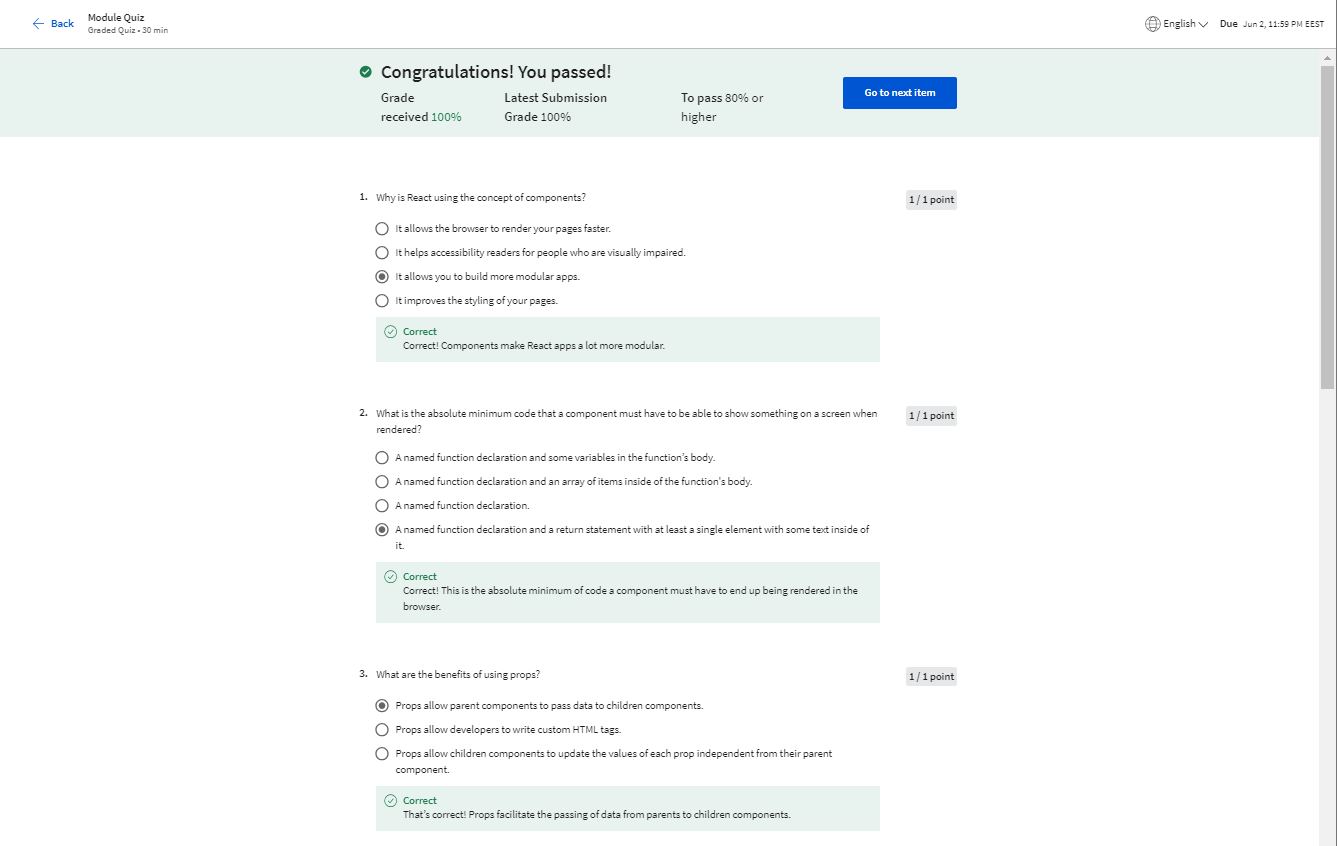 Back
Module Quiz
Graded Quiz • 30 min
English
Due Jun 2, 11:59 PM EEST
Congratulations! You passed!
Grade
received 100%
Latest Submission
Grade 100%
To pass 80% or
higher
Go to next item
1. Why is React using the concept of components?
1 / 1 point
It allows the browser to render your pages faster.
It helps accessibility readers for people who are visually impaired.
It allows you to build more modular apps.
It improves the styling of your pages.
Correct
Correct! Components make React apps a lot more modular.
2. What is the absolute minimum code that a component must have to be able to show something on a screen when
rendered?
1 / 1 point
A named function declaration and some variables in the function's body.
A named function declaration and an array of items inside of the function's body.
A named function declaration.
A named function declaration and a return statement with at least a single element with some text inside of
it.
Correct
Correct! This is the absolute minimum of code a component must have to end up being rendered in the
browser.
3. What are the benefits of using props?
1 / 1 point
Props allow parent components to pass data to children components.
Props allow developers to write custom HTML tags.
Props allow children components to update the values of each prop independent from their parent
component.
Correct
That's correct! Props facilitate the passing of data from parents to children components.